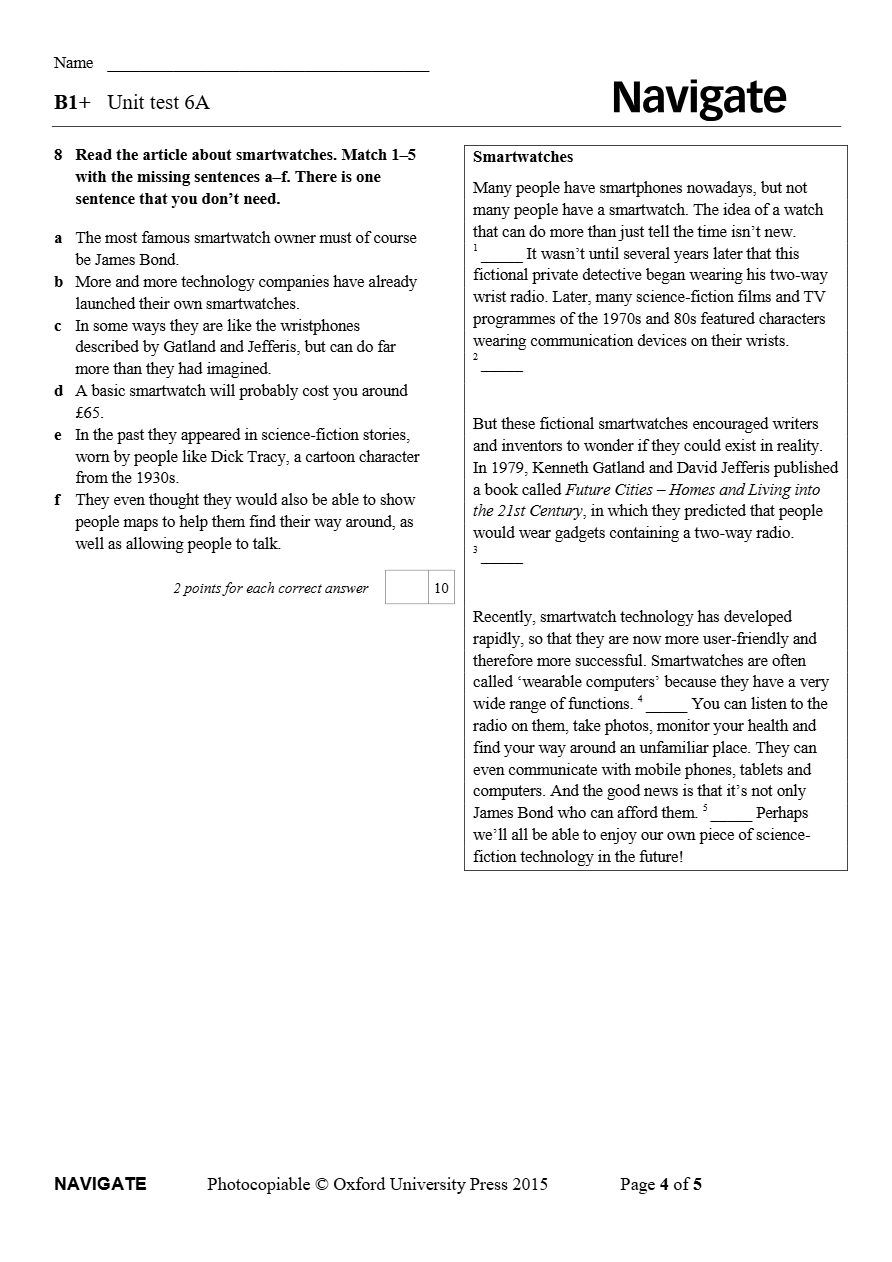 Name ____________________
B1+ Unit test 6A
Navigate
8 Read the article about smartwatches. Match 1–5
with the missing sentences a–f. There is one
sentence that you don’t need.
a The most famous smartwatch owner must of course
be James Bond.
b More and more technology companies have already
launched their own smartwatches.
c In some ways they are like the wristphones
described by Gatland and Jefferis, but can do far
more than they had imagined.
d A basic smartwatch will probably cost you around
£65.
e In the past they appeared in science-fiction stories,
worn by people like Dick Tracy, a cartoon character
from the 1930s.
f They even thought they would also be able to show
people maps to help them find their way around, as
well as allowing people to talk.
2 points for each correct answer 10
Smartwatches
Many people have smartphones nowadays, but not
many people have a smartwatch. The idea of a watch
that can do more than just tell the time isn’t new.
1 _____ It wasn’t until several years later that this
fictional private detective began wearing his two-way
wrist radio. Later, many science-fiction films and TV
programmes of the 1970s and 80s featured characters
wearing communication devices on their wrists.
2 _____
But these fictional smartwatches encouraged writers
and inventors to wonder if they could exist in reality.
In 1979, Kenneth Gatland and David Jefferis published
a book called Future Cities – Homes and Living into
the 21st Century, in which they predicted that people
would wear gadgets containing a two-way radio.
3 _____
Recently, smartwatch technology has developed
rapidly, so that they are now more user-friendly and
therefore more successful. Smartwatches are often
called ‘wearable computers’ because they have a very
wide range of functions. 4 _____ You can listen to the
radio on them, take photos, monitor your health and
find your way around an unfamiliar place. They can
even communicate with mobile phones, tablets and
computers. And the good news is that it’s not only
James Bond who can afford them. 5 _____ Perhaps
we’ll all be able to enjoy our own piece of science-
fiction technology in the future!
NAVIGATE Photocopiable © Oxford University Press 2015 Page 4 of 5